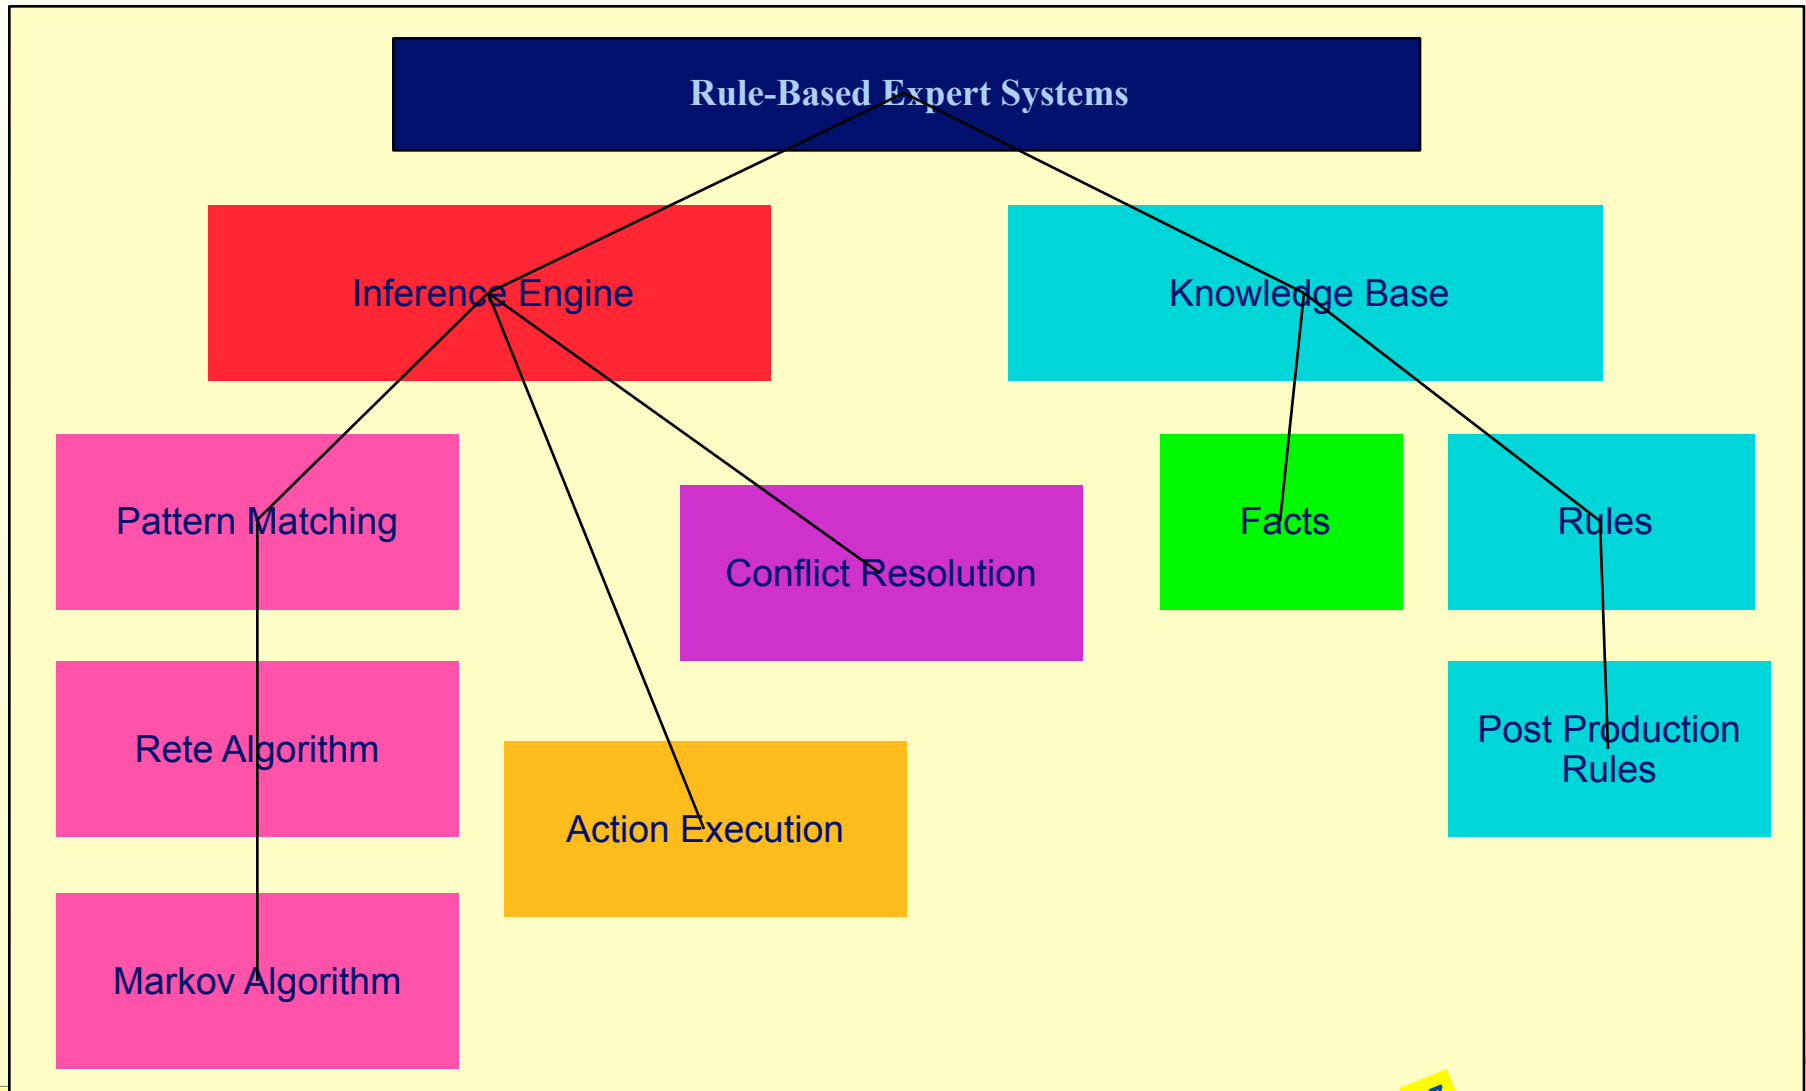 Rule-Based Expert Systems
Inference Engine
Knowledge Base
Pattern Matching
Conflict Resolution
Facts
Rules
Rete Algorithm
Action Execution
Post Production
Rules
Markov Algorithm